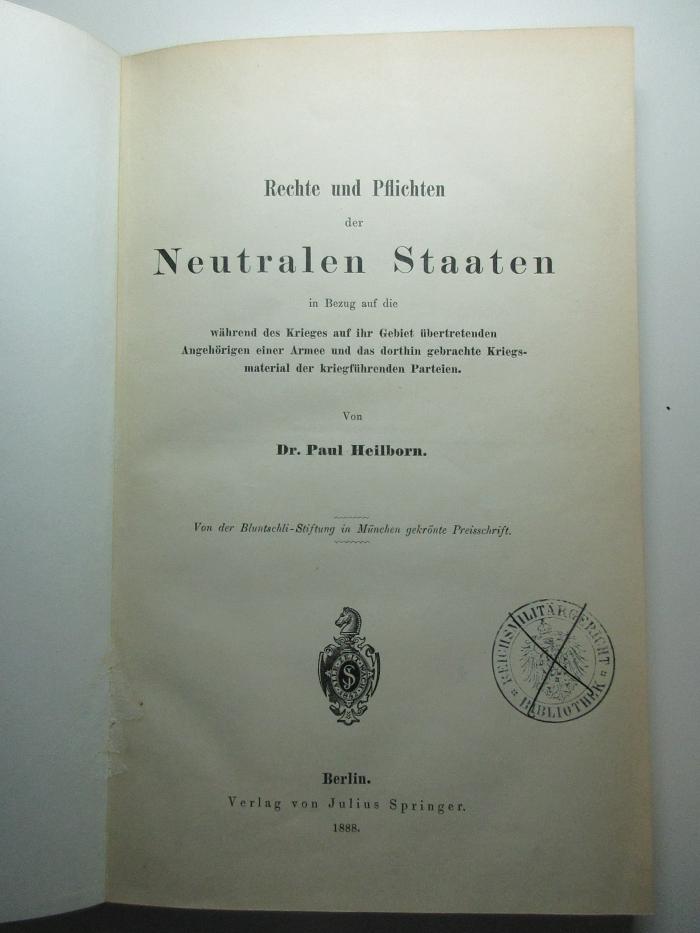 Rechte und Pflichten
der
Neutralen Staaten
in Bezug auf die
während des Krieges auf ihr Gebiet übertretenden
Angehörigen einer Armee und das dorthin gebrachte Kriegs-
material der kriegführenden Parteien.
Von
Dr. Paul Heilborn.
Von der Bluntschli-Stiftung in München gekrönte Preisschrift.
REICHSMILITÄRGERICHT
BIBLIOTHEK
Berlin.
Verlag von Julius Springer.
1888.